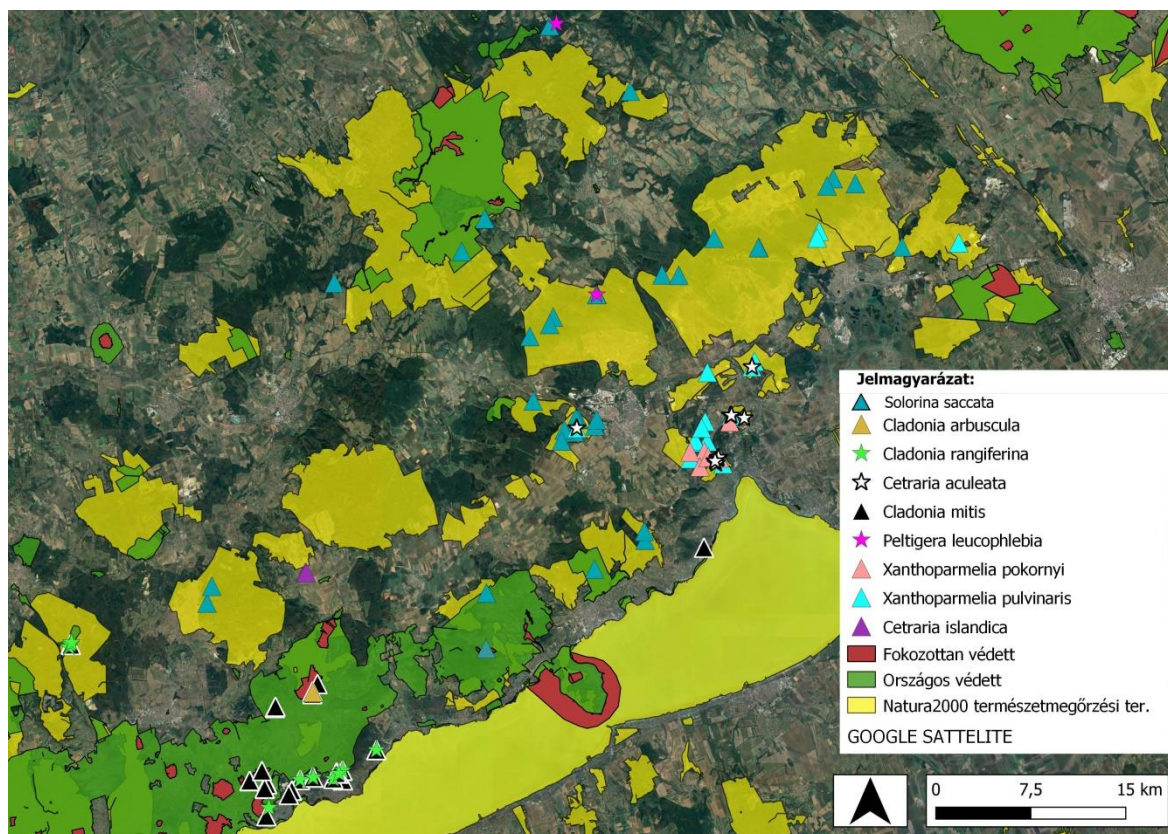 Jelmagyarázat:
Solorina saccata
Cladonia arbuscula
Cladonia rangiferina
Cetraria aculeata
Cladonia mitis
Peltigera leucophlebia
Xanthoparmelia pokornyi
Xanthoparmelia pulvinaris
Cetraria islandica
Fokozottan védett
Országos védett
Natura2000 természetmegőrzési ter.
GOOGLE SATTELITE
0 7,5 15 km